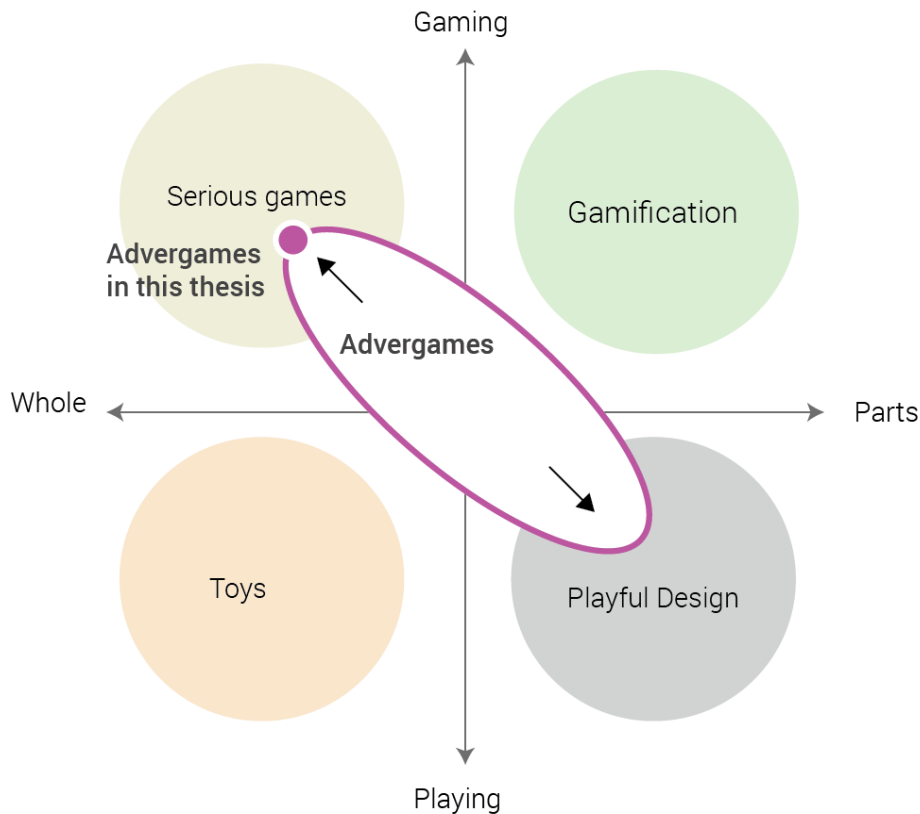 Gaming
Serious games
Gamification
Advergames
in this thesis
Advergames
Whole
Parts
Toys
Playful Design
Playing